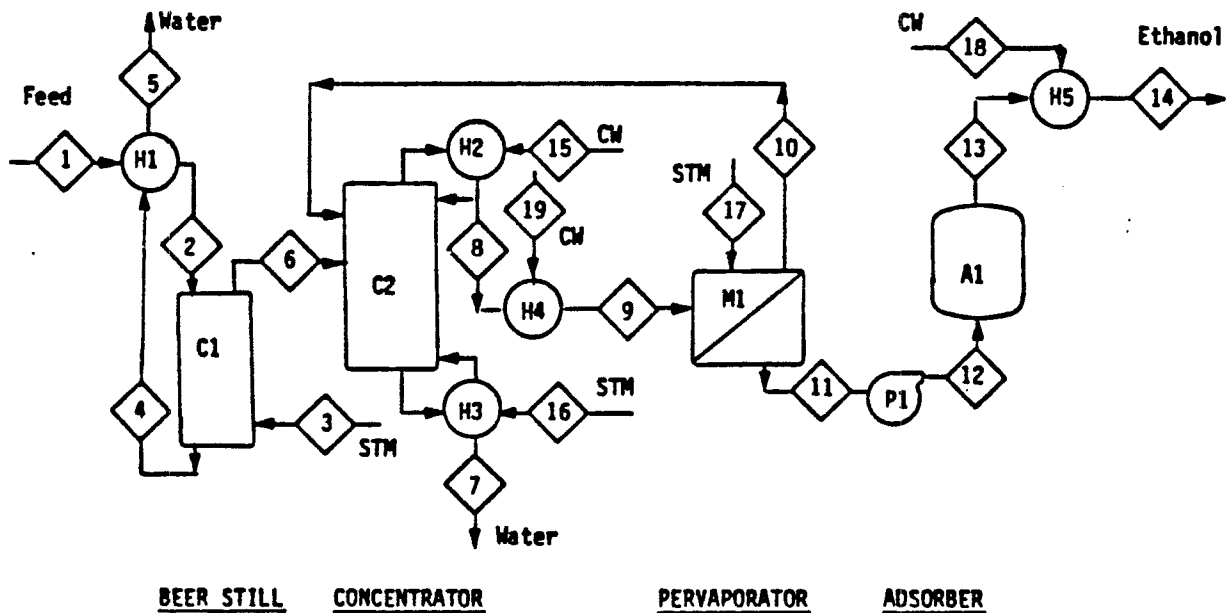 Water
CW
18
Ethanol
5
H5
14
Feed
H2
15
CW
10
13
1
H1
STM
19
17
CW
2
6
8
C2
H4
9
M1
A1
C1
11
P1
12
4
3
STM
H3
16
STM
7
Water
BEER STILL
CONCENTRATOR
PERVAPORATOR
ADSORBER